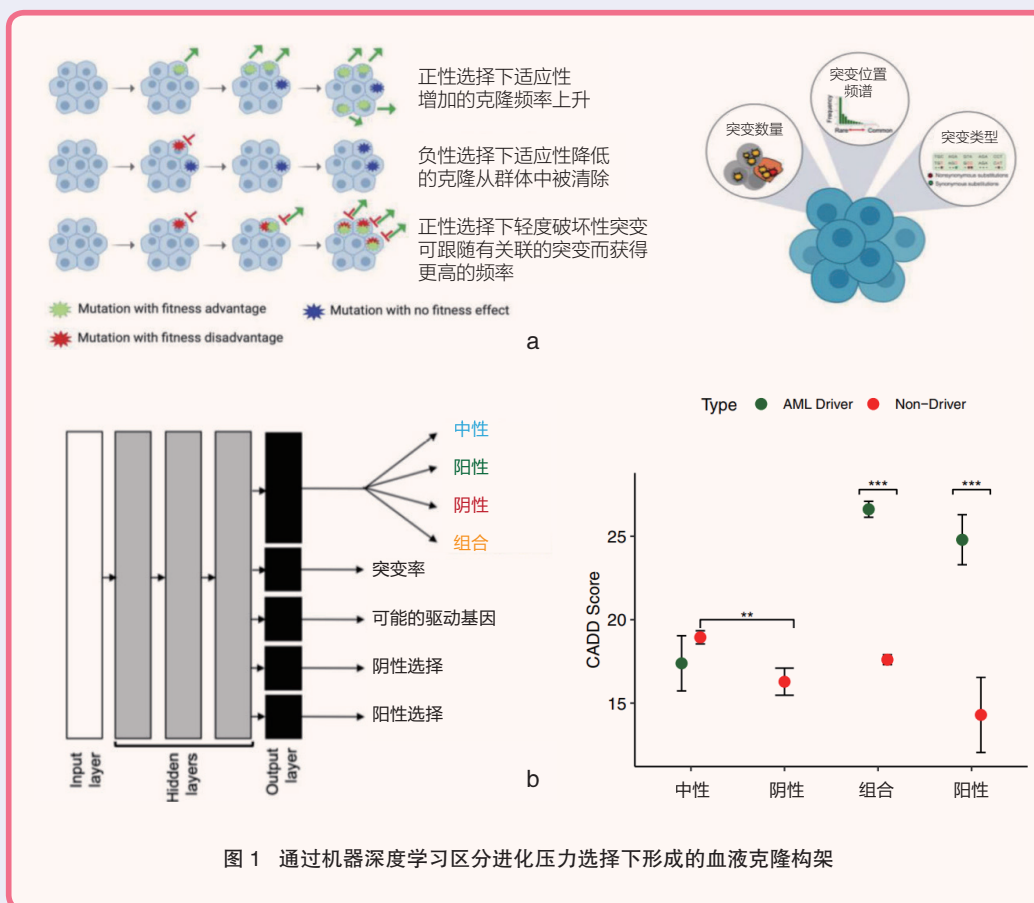 正性选择下适应性
增加的克隆频率上升
负性选择下适应性降低
的克隆从群体中被清除
正性选择下轻度破坏性突变
可跟随有关联的突变而获得
更高的频率
Mutation with fitness advantage
Mutation with no fitness effect
Mutation with fitness disadvantage
突变数量
突变位置
频谱
Frequency
Rare
Common
突变类型
Nonsynonymous substitutions
Synonymous substitutions
a
中性
阳性
阴性
组合
突变率
可能的驱动基因
阴性选择
阳性选择
Input
layer
Hidden
layers
Output
layer
b
Type
AML Driver
Non-Driver
CADD Score
25
20
15
***
***
**
中性
阴性
组合
阳性
图 1 通过机器深度学习区分进化压力选择下形成的血液克隆构架